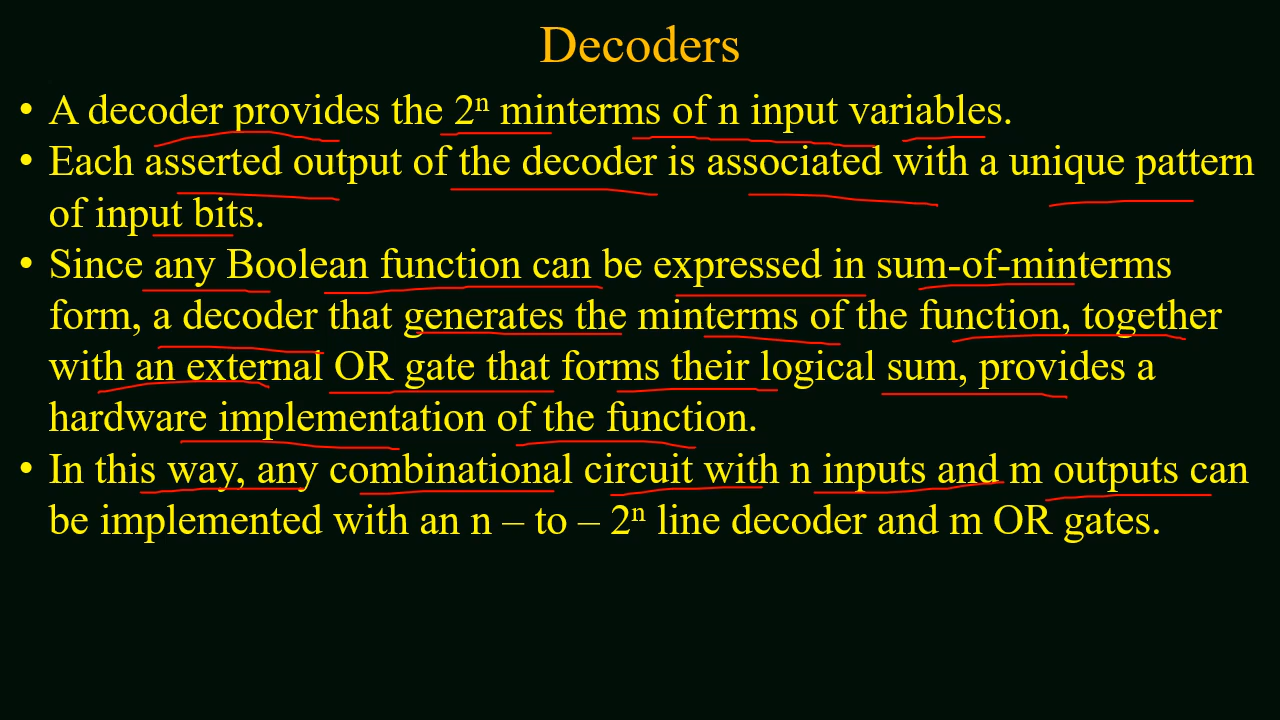 Decoders
• A decoder provides the 2ⁿ minterms of n input variables.
• Each asserted output of the decoder is associated with a unique pattern
of input bits.
• Since any Boolean function can be expressed in sum-of-minterms
form, a decoder that generates the minterms of the function, together
with an external OR gate that forms their logical sum, provides a
hardware implementation of the function.
• In this way, any combinational circuit with n inputs and m outputs can
be implemented with an n – to – 2ⁿ line decoder and m OR gates.